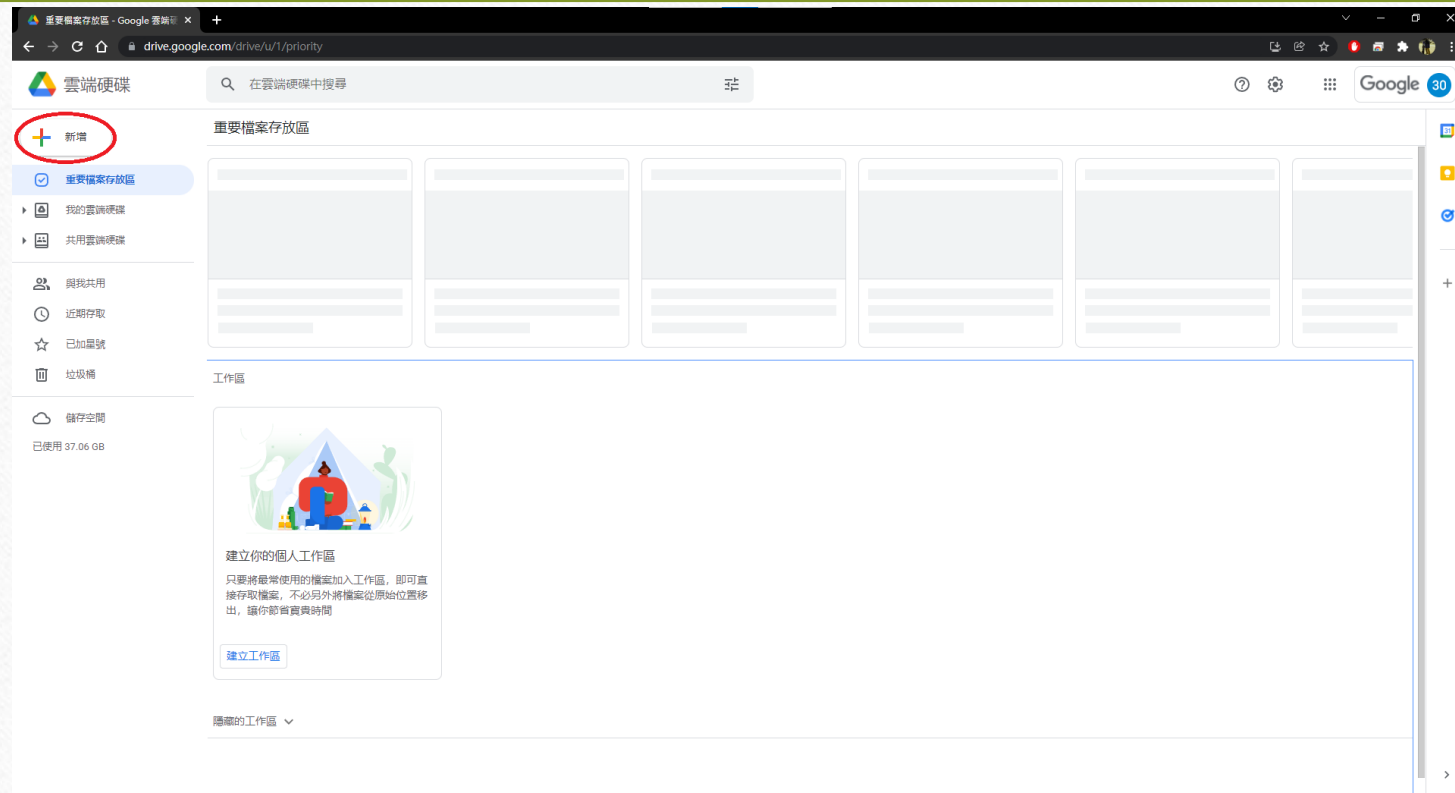 重要檔案存放區 - Google 雲端硬
drive.google.com/drive/u/1/priority
雲端硬碟
在雲端硬碟中搜尋
Google 30
新增
重要檔案存放區
重要檔案存放區
我的雲端硬碟
共用雲端硬碟
與我共用
近期存取
已加星號
垃圾桶
儲存空間
已使用 37.06 GB
工作區
建立你的個人工作區
只要將最常使用的檔案加入工作區，即可直
接存取檔案，不必另外將檔案從原始位置移
出，讓你節省寶貴時間
建立工作區
隱藏的工作區
31